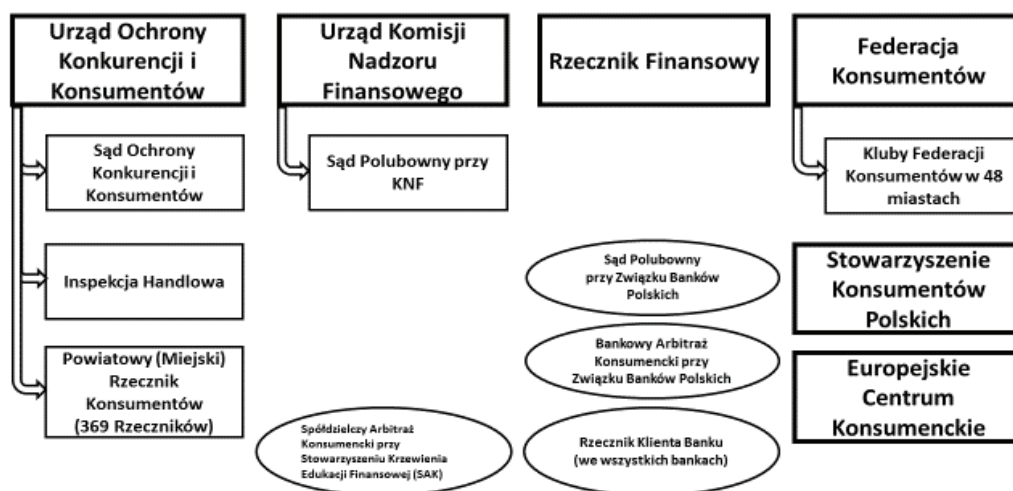 Urząd Ochrony
Konkurencji i
Konsumentów
Urząd Komisji
Nadzoru
Finansowego
Rzecznik Finansowy
Federacja
Konsumentów
Sąd Ochrony
Konkurencji i
Konsumentów
Sąd Polubowny przy
KNF
Kluby Federacji
Konsumentów w 48
miastach
Inspekcja Handlowa
Sąd Polubowny
przy Związku Banków
Polskich
Stowarzyszenie
Konsumentów
Polskich
Powiatowy (Miejski)
Rzecznik
Konsumentów
(369 Rzeczników)
Bankowy Arbitraż
Konsumencki przy
Związku Banków Polskich
Europejskie
Centrum
Konsumenckie
Spółdzielczy Arbitraż
Konsumencki przy
Stowarzyszeniu Krzewienia
Edukacji Finansowej (SAK)
Rzecznik Klienta Banku
(we wszystkich bankach)